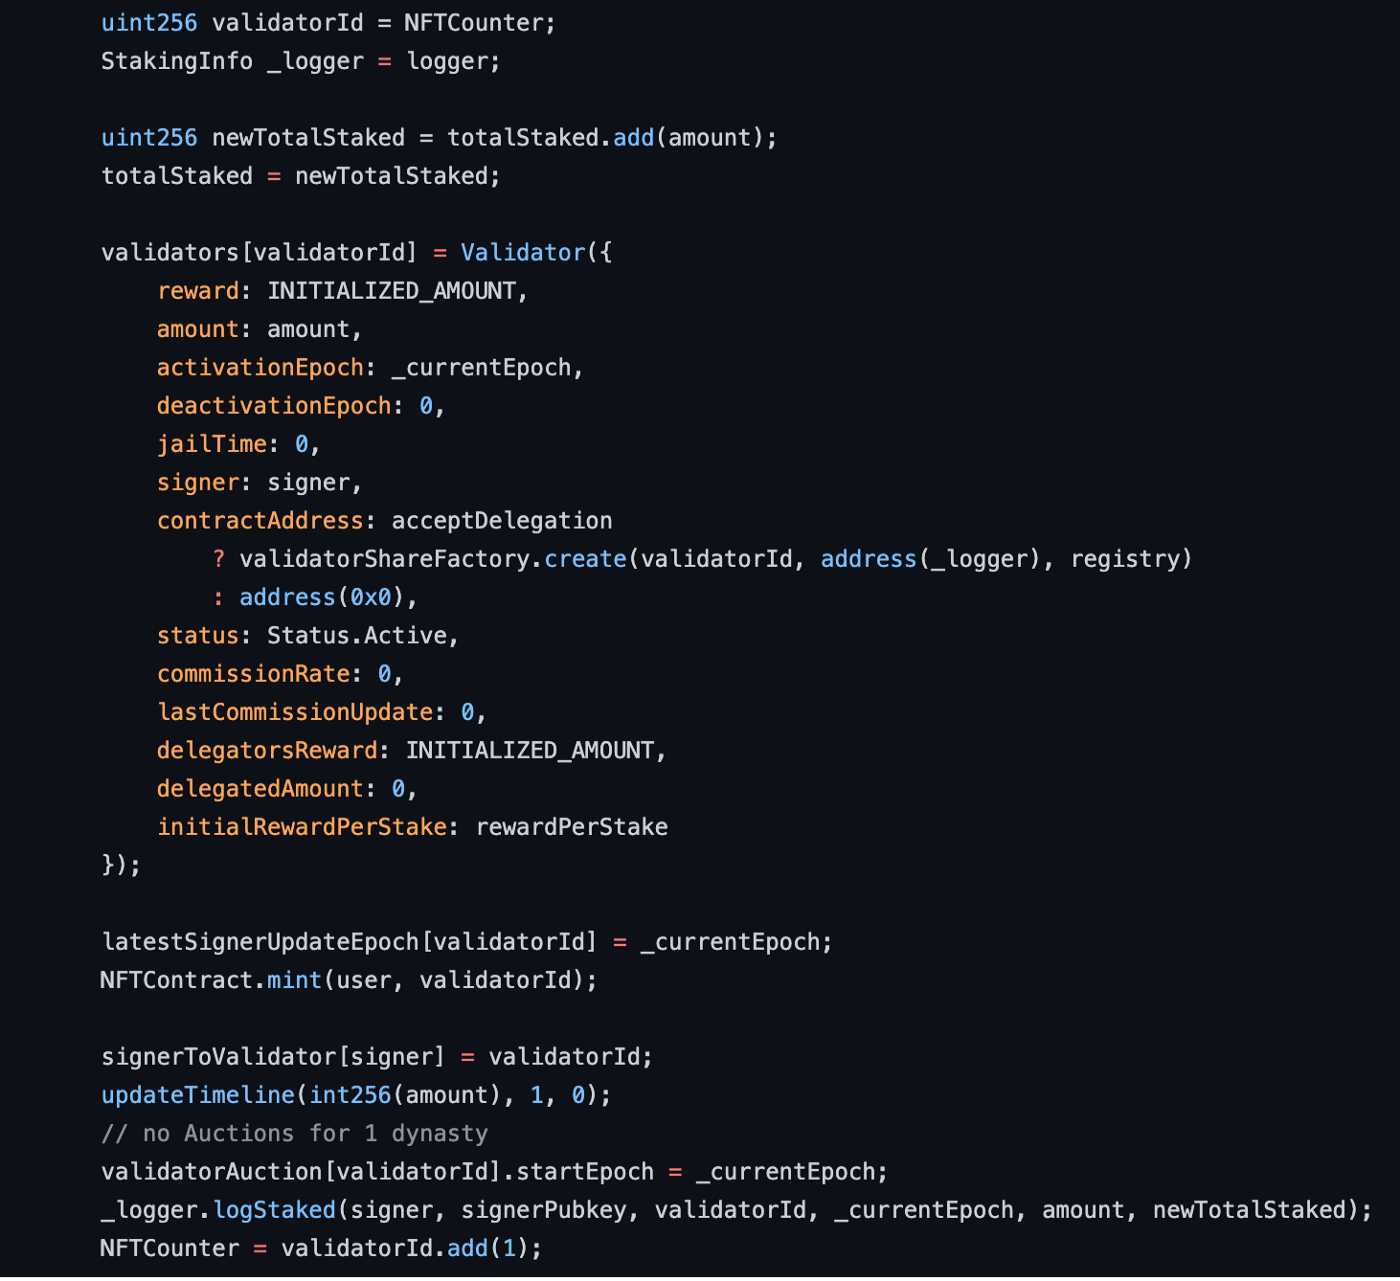 uint256 validatorId = NFTCounter;
StakingInfo _logger = logger;
uint256 newTotalStaked = totalStaked.add(amount);
totalStaked = newTotalStaked;
validators[validatorId] = Validator({
reward: INITIALIZED_AMOUNT,
amount: amount,
activationEpoch: _currentEpoch,
deactivationEpoch: 0,
jailTime: 0,
signer: signer,
contractAddress: acceptDelegation
? validatorShareFactory.create(validatorId, address(_logger), registry)
: address(0x0),
status: Status.Active,
commissionRate: 0,
lastCommissionUpdate: 0,
delegatorsReward: INITIALIZED_AMOUNT,
delegatedAmount: 0,
initialRewardPerStake: rewardPerStake
});
latestSignerUpdateEpoch[validatorId] = _currentEpoch;
NFTContract.mint(user, validatorId);
signerToValidator[signer] = validatorId;
updateTimeline(int256(amount), 1, 0);
// no Auctions for 1 dynasty
validatorAuction[validatorId].startEpoch = _currentEpoch;
_logger.logStaked(signer, signerPubkey, validatorId, _currentEpoch, amount, newTotalStaked);
NFTCounter = validatorId.add(1);